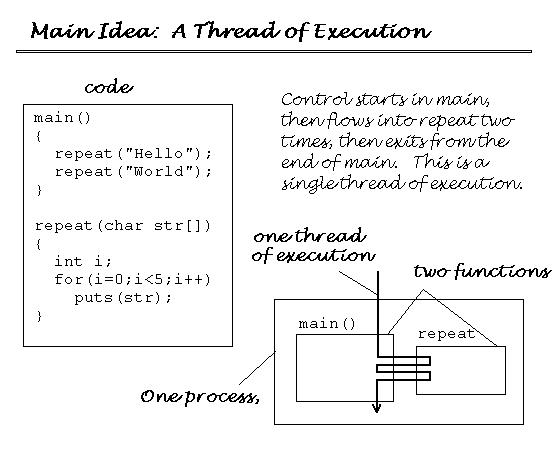 Main Idea: A Thread of Execution
code
main()
{
  repeat("Hello");
  repeat("World");
}
repeat(char str[])
{
  int i;
  for(i=0;i<5;i++)
    puts(str);
}
Control starts in main,
then flows into repeat two
times, then exits from the
end of main. This is a
single thread of execution.
one thread
of execution
two functions
main()
repeat
One process,